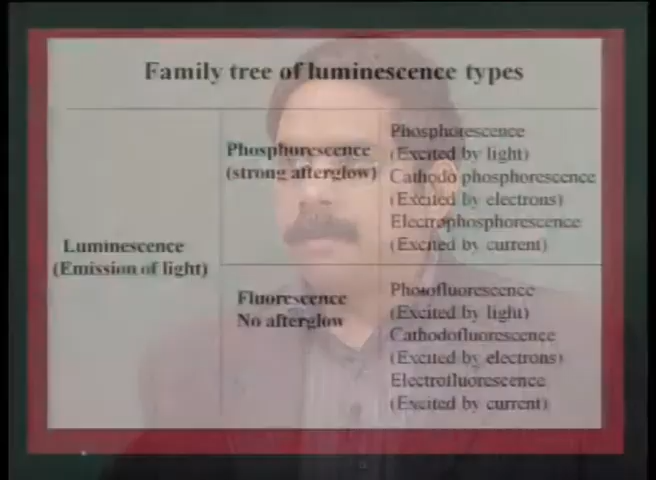 Family tree of luminescence types
Phosphorescence
(strong afterglow)
Phosphorescence
(Excited by light)
Cathodo phosphorescence
(Excited by electrons)
Electrophosphorescence
(Excited by current)
Luminescence
(Emission of light)
Fluorescence
No afterglow
Photofluorescence
(Excited by light)
Cathodofluorescence
(Excited by electrons)
Electrofluorescence
(Excited by current)